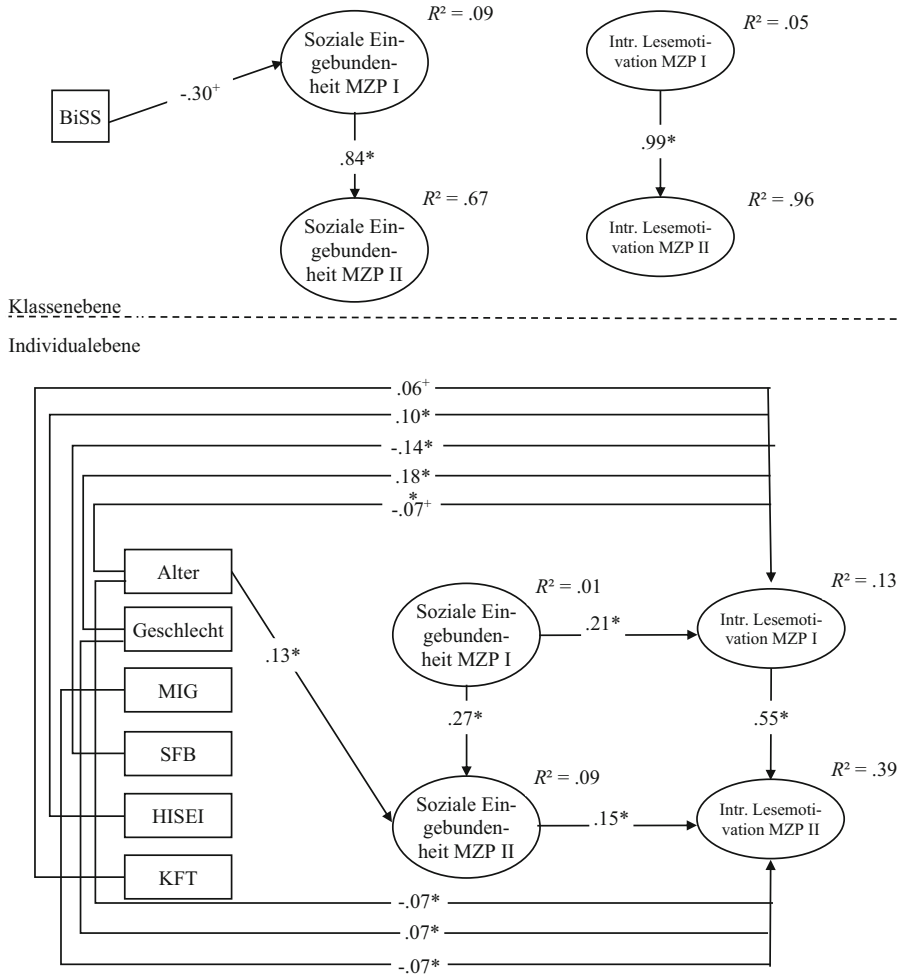 R² = .09
R² = .05
Soziale Ein-
gebunden-
heit MZP I
Intr. Lesemoti-
vation MZP I
BiSS
-.30⁺
.84*
.99*
R² = .67
R² = .96
Soziale Ein-
gebunden-
heit MZP II
Intr. Lesemoti-
vation MZP II
Klassenebene
Individualebene
.06⁺
.10*
-.14*
.18*
*
-.07⁺
Alter
Geschlecht
MIG
SFB
HISEI
KFT
.13*
R² = .01
R² = .13
Soziale Ein-
gebunden-
heit MZP I
.21*
Intr. Lesemoti-
vation MZP I
.27*
.55*
R² = .09
R² = .39
Soziale Ein-
gebunden-
heit MZP II
.15*
Intr. Lesemoti-
vation MZP II
-.07*
.07*
-.07*